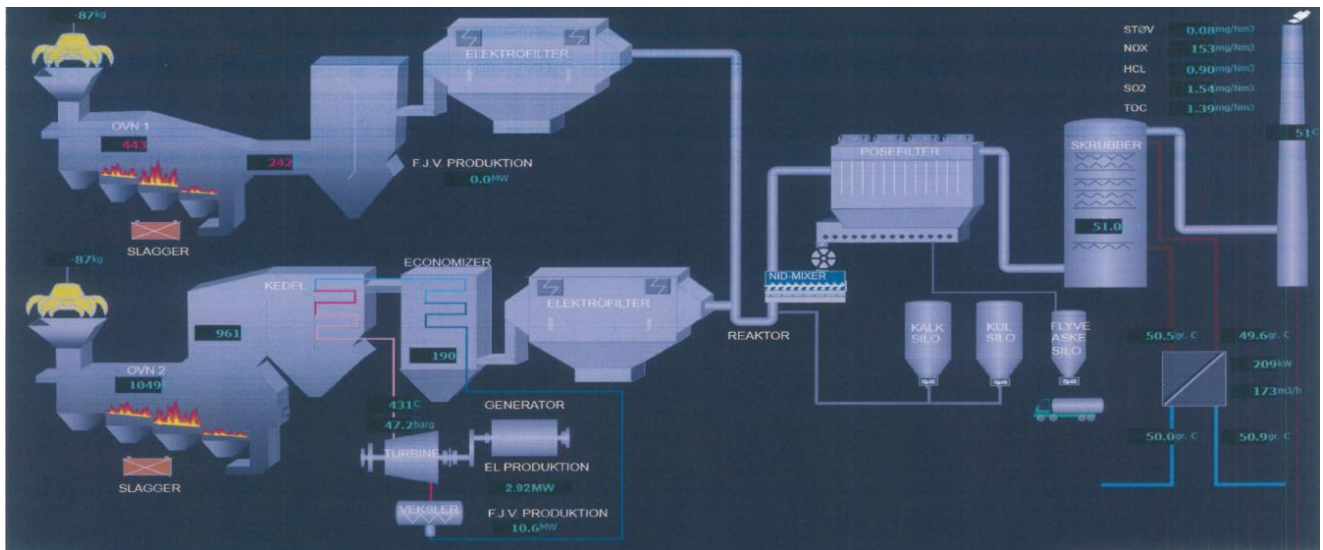 -87kg
ELEKTROFILTER
STØV 0.08mg/Nm3
NOX 153mg/Nm3
HCL 0.90mg/Nm3
SO2 1.54mg/Nm3
TOC 1.39mg/Nm3
OVN 1
443
242
F.J.V. PRODUKTION
0.0MW
POSEFILTER
SKRUBBER
51.0
51C
SLAGGER
-87kg
KEDEL
ECONOMIZER
ELEKTROFILTER
NID-MIXER
961
190
REAKTOR
KALK SILO
KUL SILO
FLYVE ASKE SILO
50.5gr. C
49.6gr. C
209kW
173m3/h
50.0gr. C
50.9gr. C
OVN 2
1049
431C
47.2barg
GENERATOR
TURBINE
EL PRODUKTION
2.92MW
SLAGGER
VEKSLER
F.J.V. PRODUKTION
10.6MW